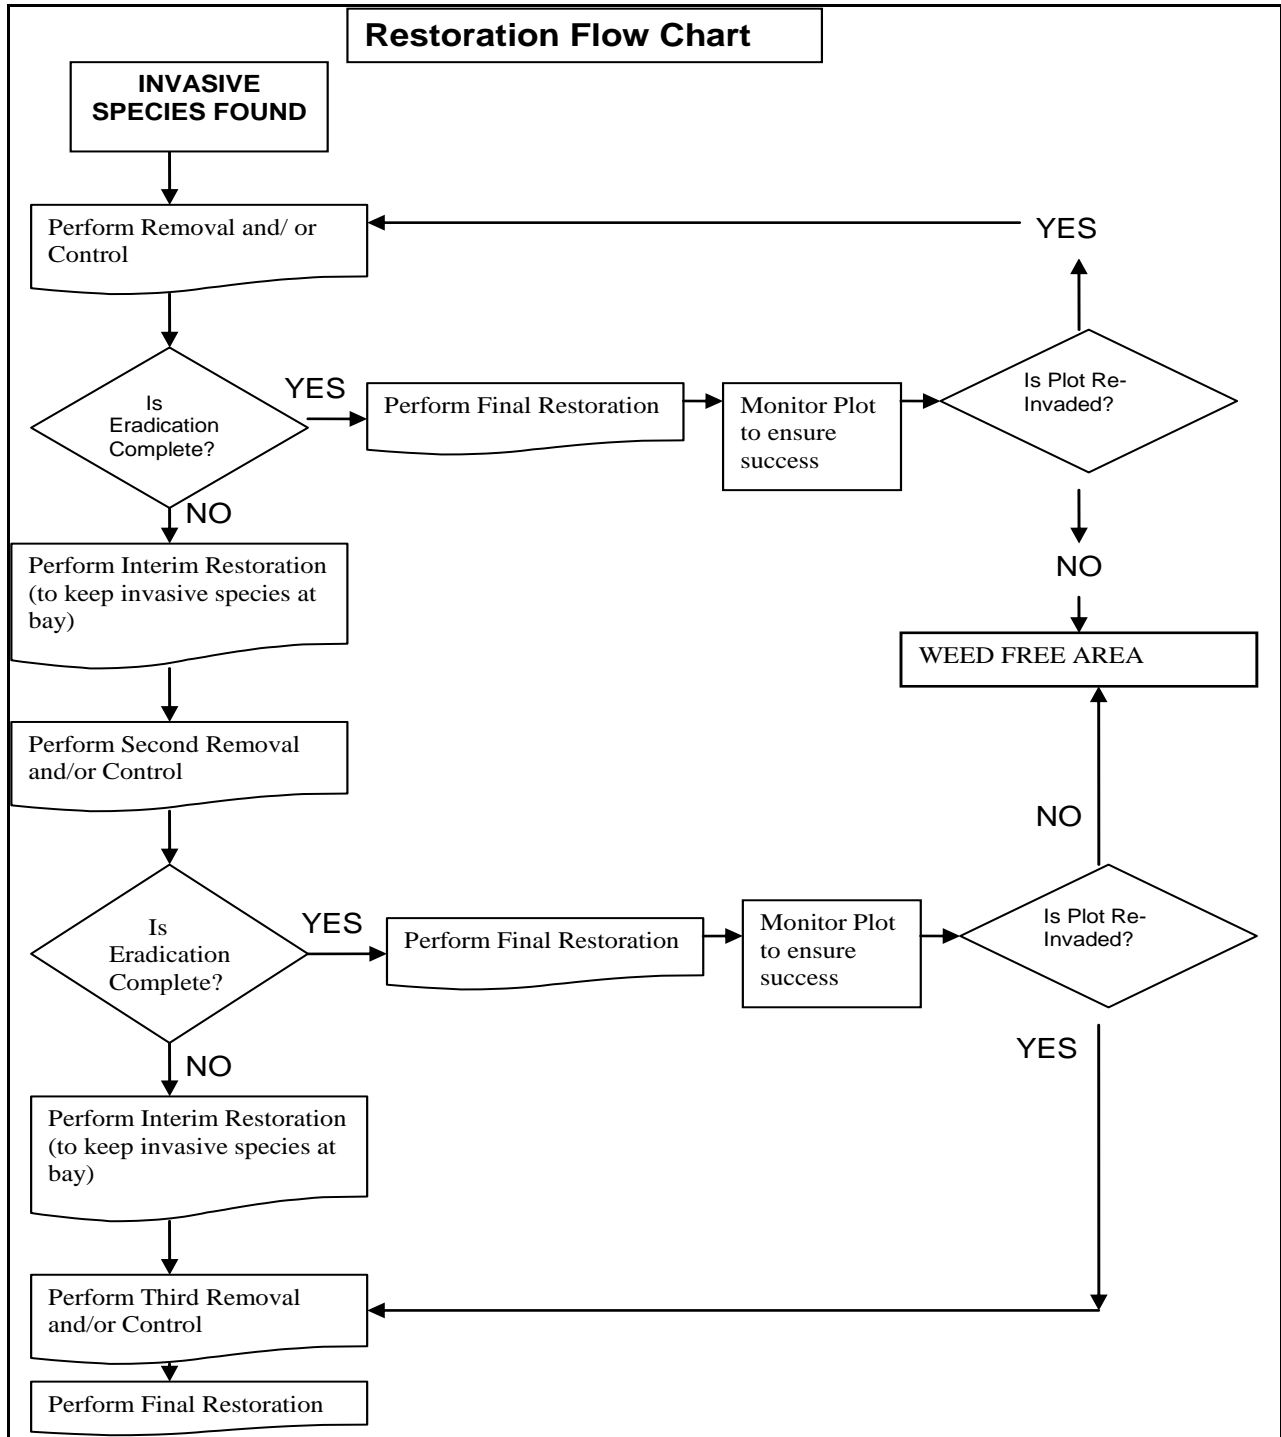 Restoration Flow Chart
INVASIVE
SPECIES FOUND
Perform Removal and/ or
Control
YES
Is
Eradication
Complete?
YES
Perform Final Restoration
Monitor Plot
to ensure
success
Is Plot Re-
Invaded?
NO
Perform Interim Restoration
(to keep invasive species at
bay)
NO
WEED FREE AREA
Perform Second Removal
and/or Control
NO
Is
Eradication
Complete?
YES
Perform Final Restoration
Monitor Plot
to ensure
success
Is Plot Re-
Invaded?
YES
NO
Perform Interim Restoration
(to keep invasive species at
bay)
Perform Third Removal
and/or Control
Perform Final Restoration